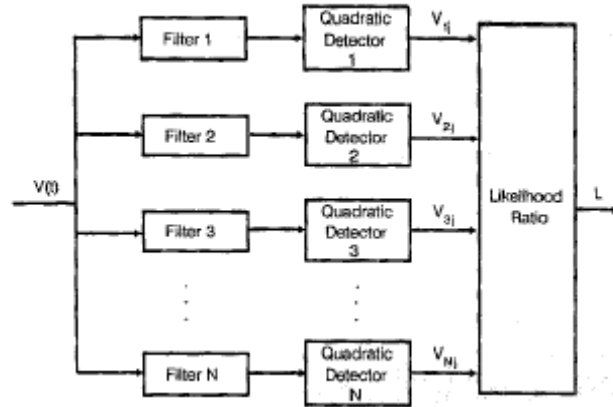 V(t)
Filter 1
Quadratic
Detector
1
V1j
Filter 2
Quadratic
Detector
2
V2j
Filter 3
Quadratic
Detector
3
V3j
Likelihood
Ratio
L
Filter N
Quadratic
Detector
N
VNj